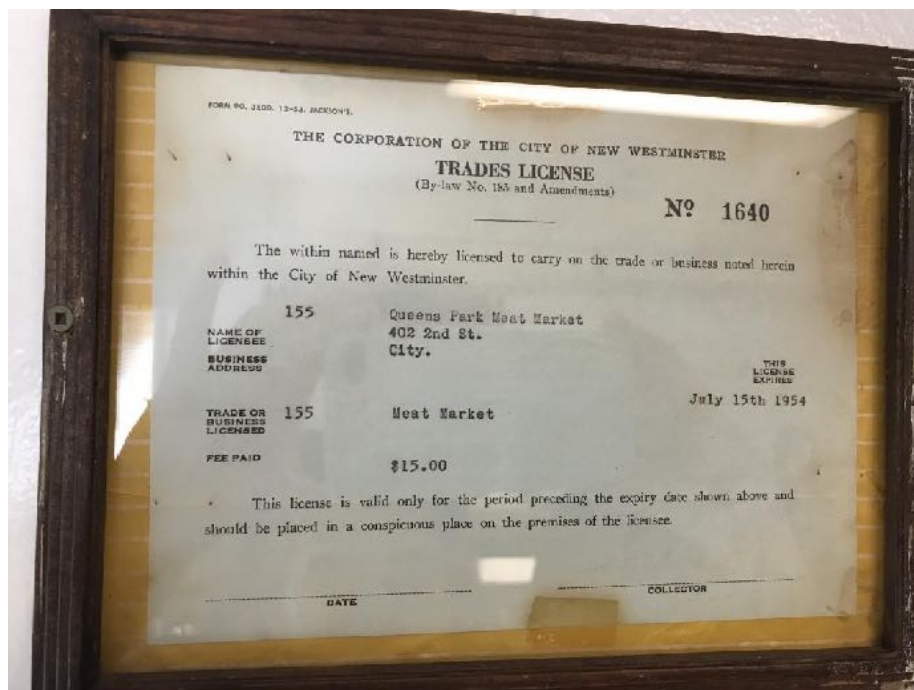 FORM 90. 3500. 12-53. JACKSON'S.
THE CORPORATION OF THE CITY OF NEW WESTMINSTER
TRADES LICENSE
(By-law No. 185 and Amendments)
Nº 1640
The within named is hereby licensed to carry on the trade or business noted herein
within the City of New Westminster.
155 Queens Park Meat Market
NAME OF
LICENSEE
402 2nd St.
BUSINESS
ADDRESS
City.
THIS
LICENSE
EXPIRES
July 15th 1954
TRADE OR
BUSINESS
LICENSED
155 Meat Market
FEE PAID
$15.00
This license is valid only for the period preceding the expiry date shown above and
should be placed in a conspicuous place on the premises of the licensee.
DATE
COLLECTOR